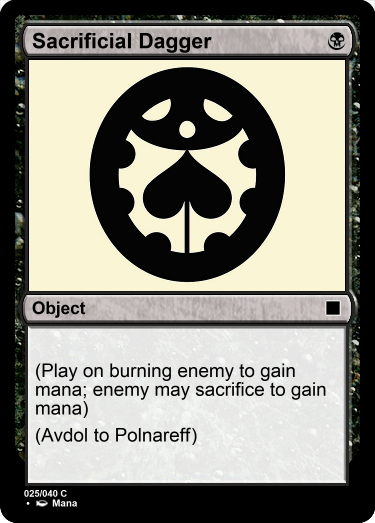 Sacrificial Dagger
Object
(Play on burning enemy to gain
mana; enemy may sacrifice to gain
mana)
(Avdol to Polnareff)
025/040 C
• Mana